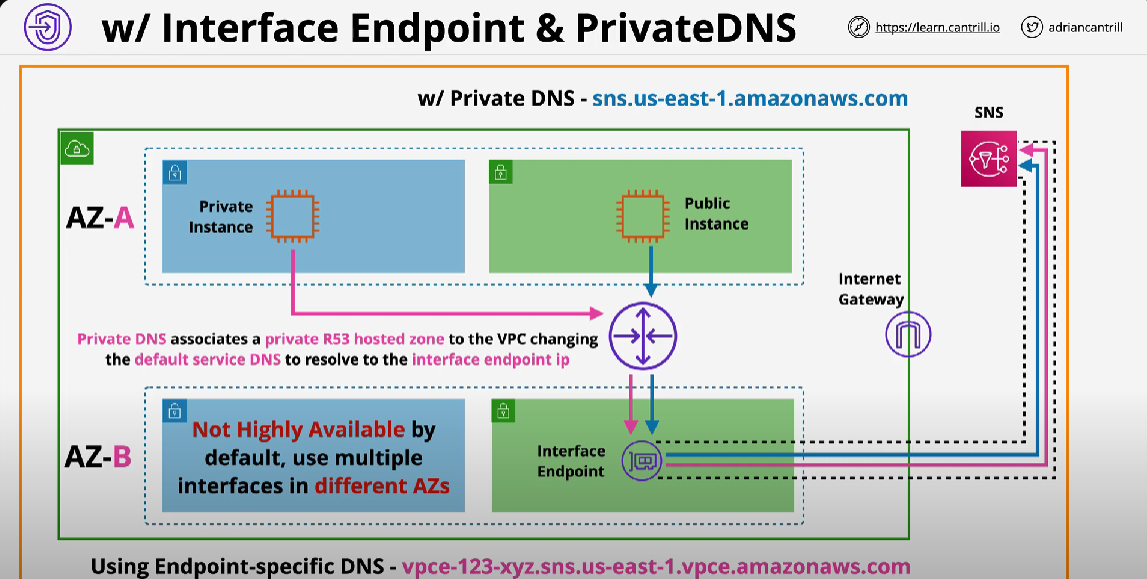 w/ Interface Endpoint & PrivateDNS
https://learn.cantrill.io
adriancantrill
w/ Private DNS - sns.us-east-1.amazonaws.com
SNS
AZ-A
Private
Instance
Public
Instance
Internet
Gateway
Private DNS associates a private R53 hosted zone to the VPC changing
the default service DNS to resolve to the interface endpoint ip
AZ-B
Not Highly Available by
default, use multiple
interfaces in different AZs
Interface
Endpoint
Using Endpoint-specific DNS - vpce-123-xyz.sns.us-east-1.vpce.amazonaws.com